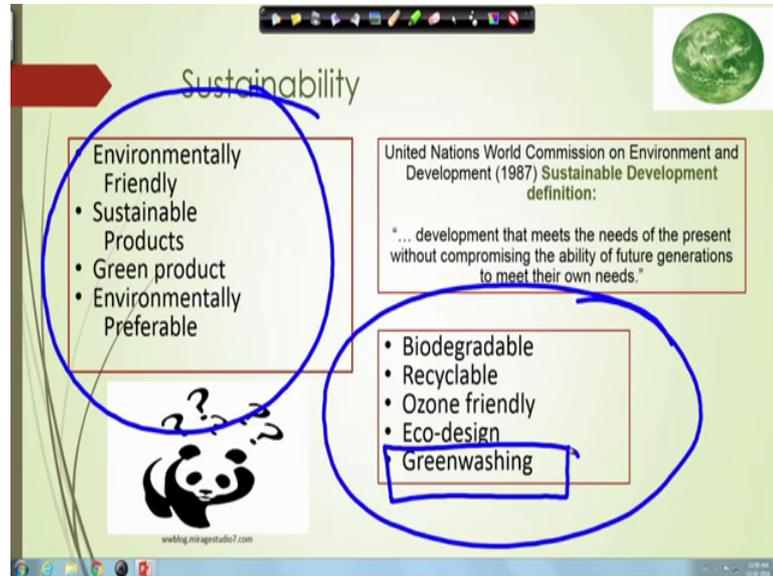 Sustainability
• Environmentally
Friendly
• Sustainable
Products
• Green product
• Environmentally
Preferable
United Nations World Commission on Environment and
Development (1987) Sustainable Development
definition:
"... development that meets the needs of the present
without compromising the ability of future generations
to meet their own needs."
• Biodegradable
• Recyclable
• Ozone friendly
• Eco-design
• Greenwashing
? ? ? ? ?
wwblog.miragestudio7.com